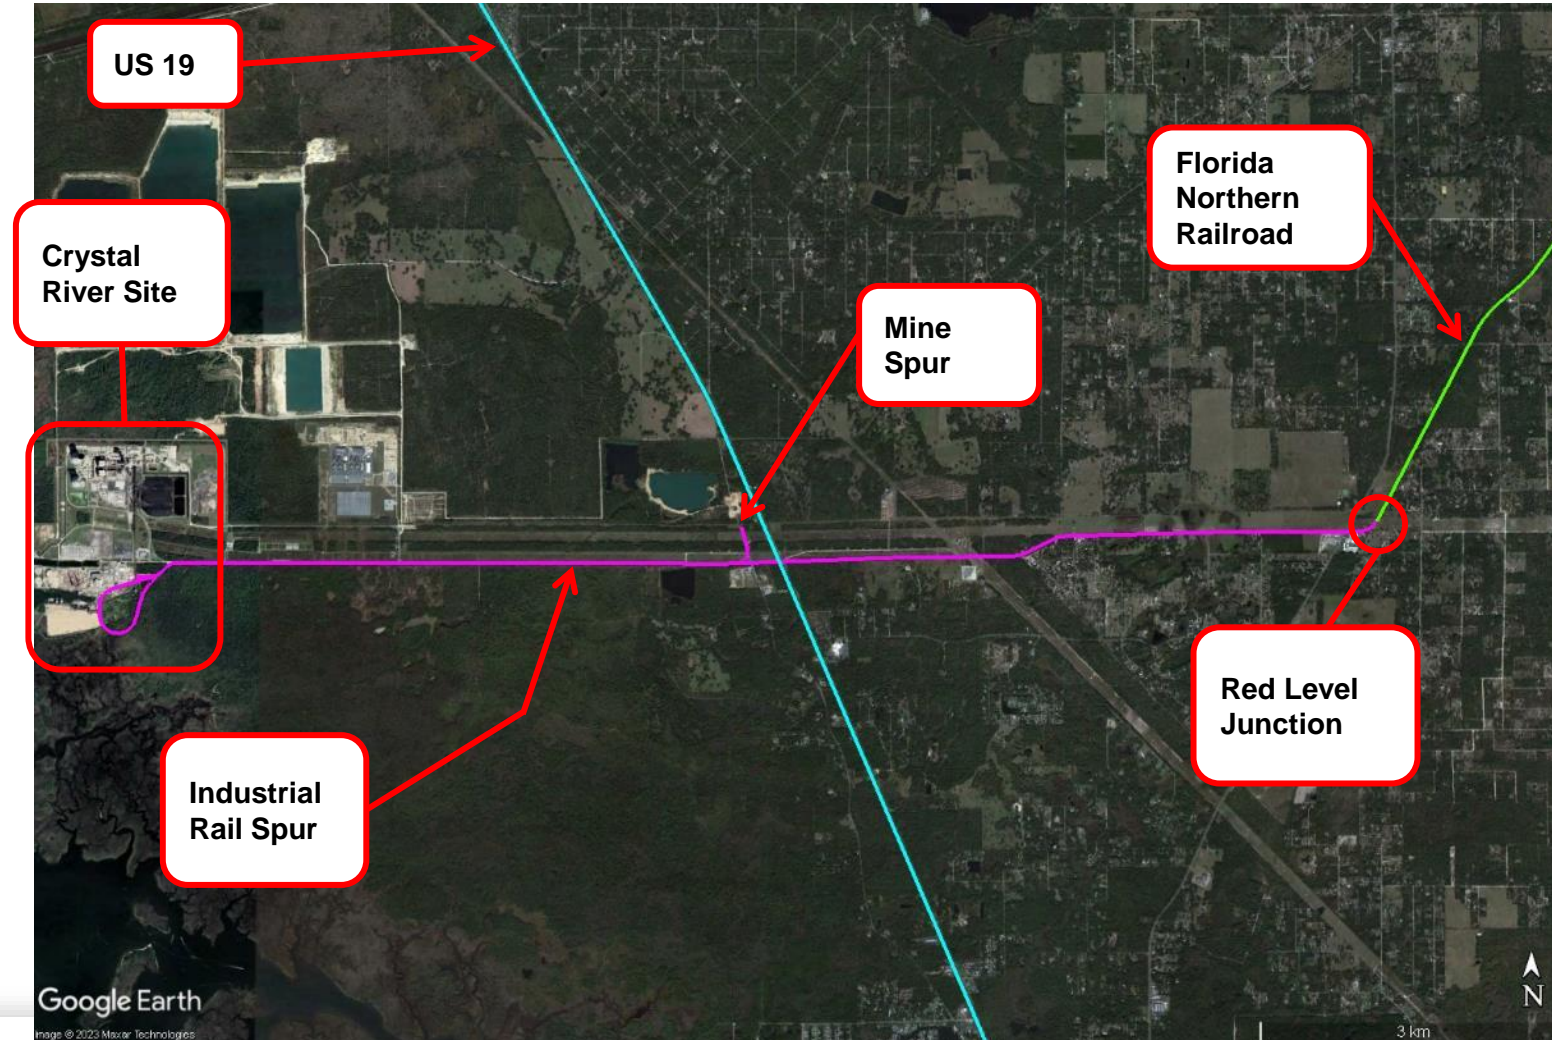 US 19
Florida
Northern
Railroad
Crystal
River Site
Mine
Spur
Red Level
Junction
Industrial
Rail Spur
Google Earth
Image © 2023 Maxar Technologies
N
3 km